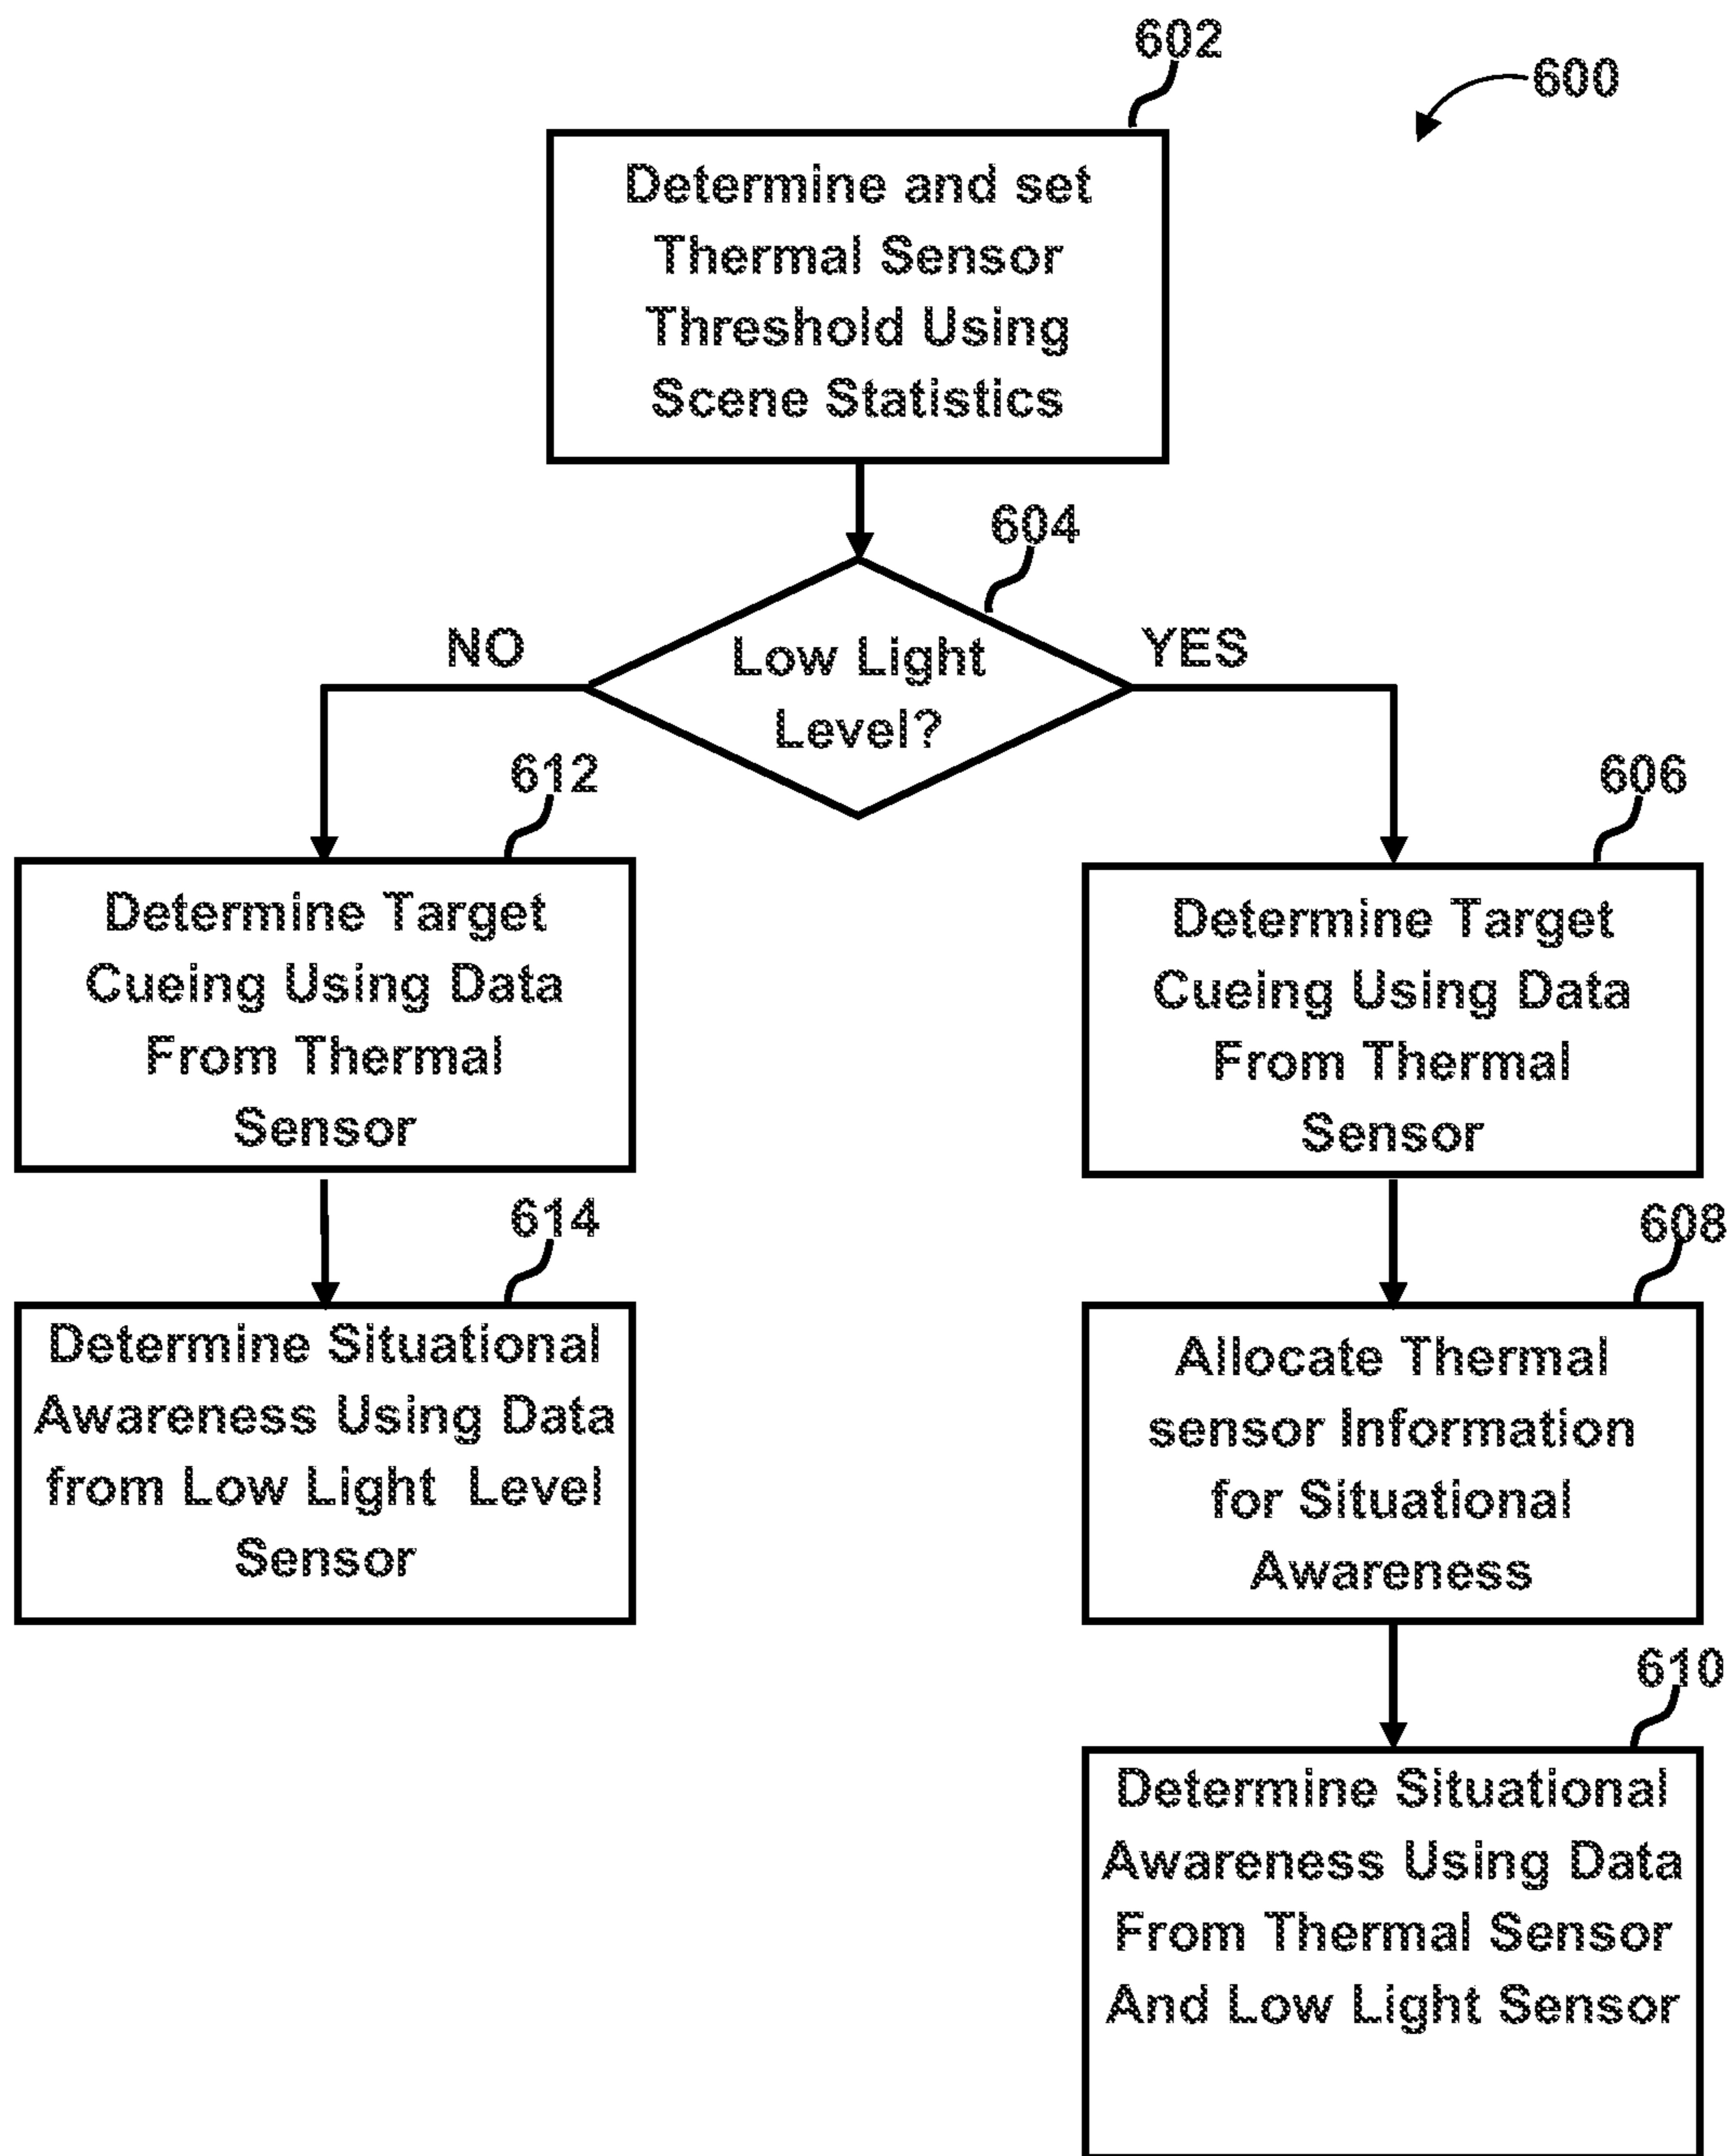 602
600
Determine and set
Thermal Sensor
Threshold Using
Scene Statistics
604
NO
Low Light
Level?
YES
612
Determine Target
Cueing Using Data
From Thermal
Sensor
614
Determine Situational
Awareness Using Data
from Low Light Level
Sensor
606
Determine Target
Cueing Using Data
From Thermal
Sensor
608
Allocate Thermal
sensor Information
for Situational
Awareness
610
Determine Situational
Awareness Using Data
From Thermal Sensor
And Low Light Sensor